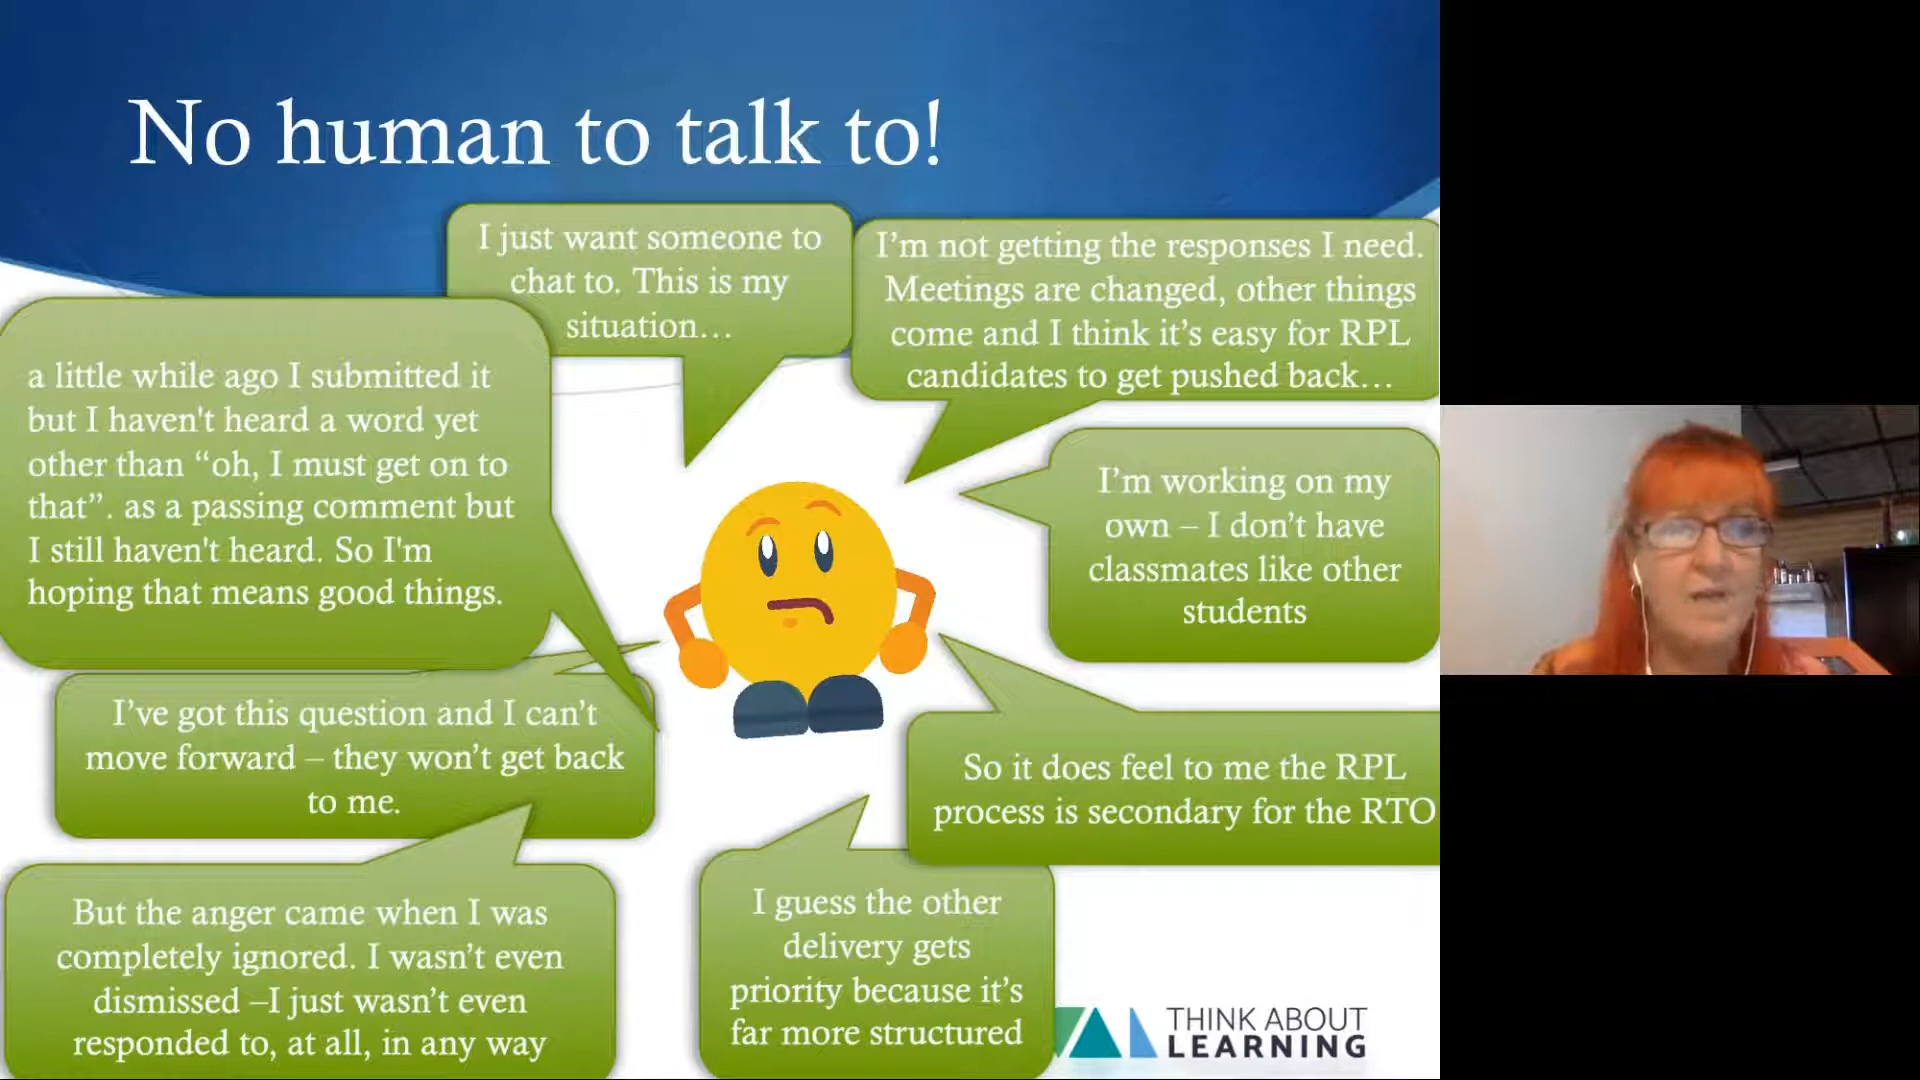 No human to talk to!
I just want someone to
chat to. This is my
situation…
I’m not getting the responses I need.
Meetings are changed, other things
come and I think it’s easy for RPL
candidates to get pushed back…
a little while ago I submitted it
but I haven't heard a word yet
other than “oh, I must get on to
that”. as a passing comment but
I still haven't heard. So I'm
hoping that means good things.
I’m working on my
own – I don’t have
classmates like other
students
I’ve got this question and I can’t
move forward – they won’t get back
to me.
So it does feel to me the RPL
process is secondary for the RTO
But the anger came when I was
completely ignored. I wasn’t even
dismissed –I just wasn’t even
responded to, at all, in any way
I guess the other
delivery gets
priority because it’s
far more structured
THINK ABOUT
LEARNING